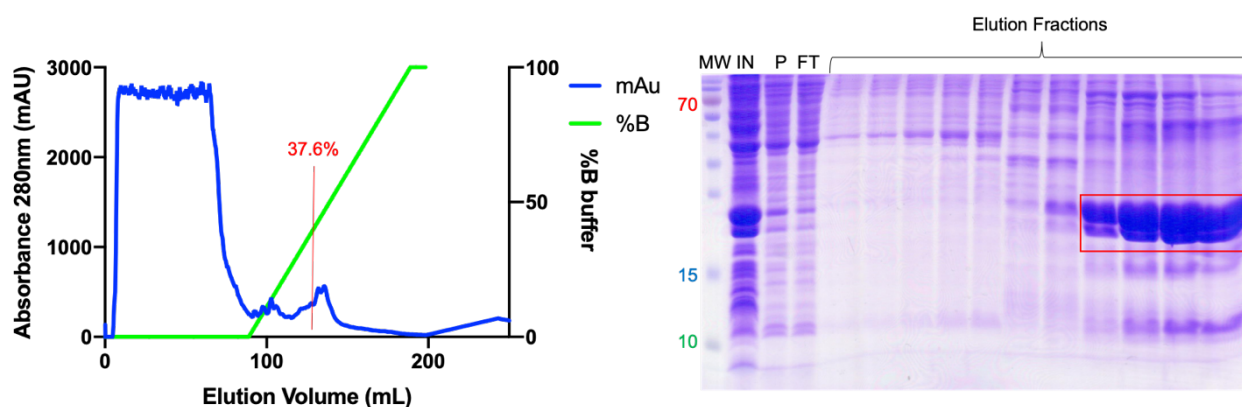 Absorbance 280nm (mAU)
3000
2000
1000
0
0
100
200
Elution Volume (mL)
37.6%
100
50
0
%B buffer
mAu
%B
Elution Fractions
MW IN P FT
70
15
10